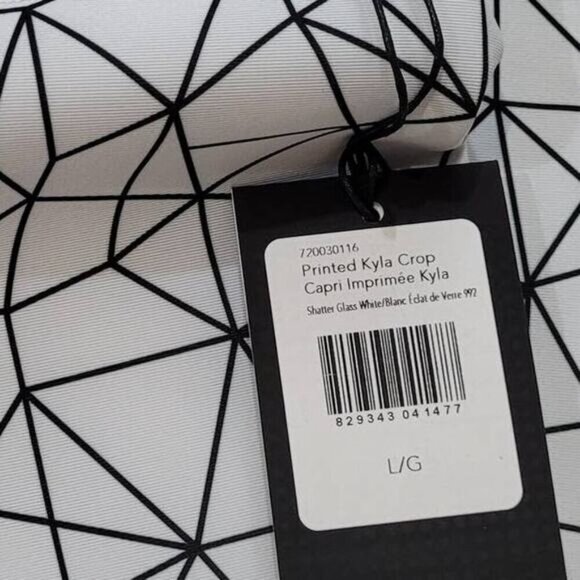 720030116
Printed Kyla Crop
Capri Imprimée Kyla
Shatter Glass White/Blanc Éclat de Verre 992
829343 041477
L/G